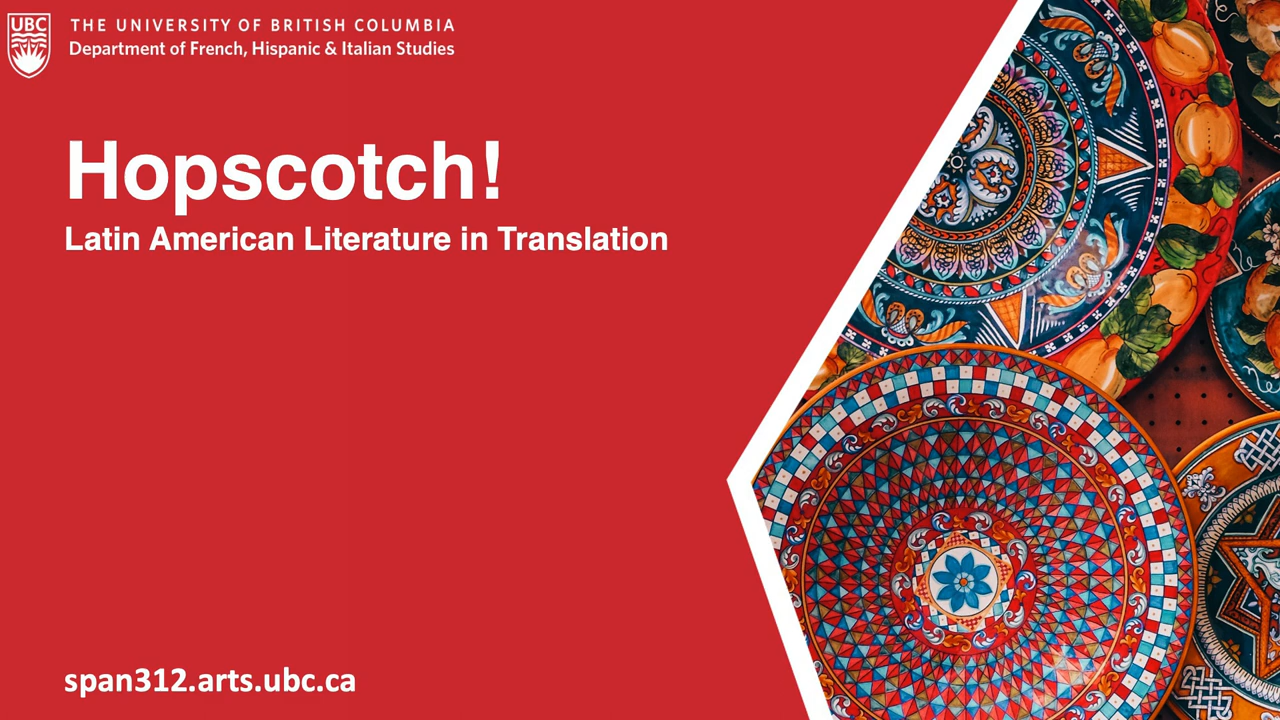 UBC
THE UNIVERSITY OF BRITISH COLUMBIA
Department of French, Hispanic & Italian Studies
Hopscotch!
Latin American Literature in Translation
span312.arts.ubc.ca